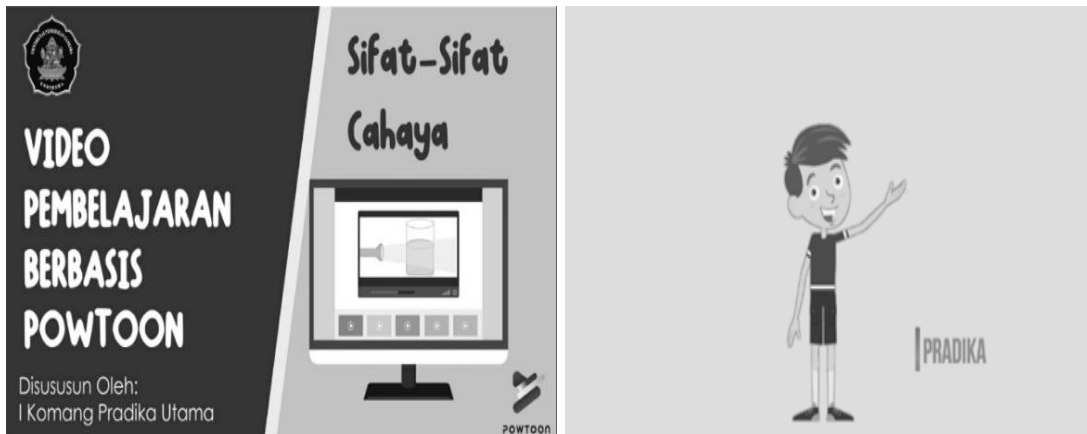 VIDEO
PEMBELAJARAN
BERBASIS
POWTOON
Disususun Oleh:
I Komang Pradika Utama
Sifat-Sifat
Cahaya
POWTOON
PRADIKA